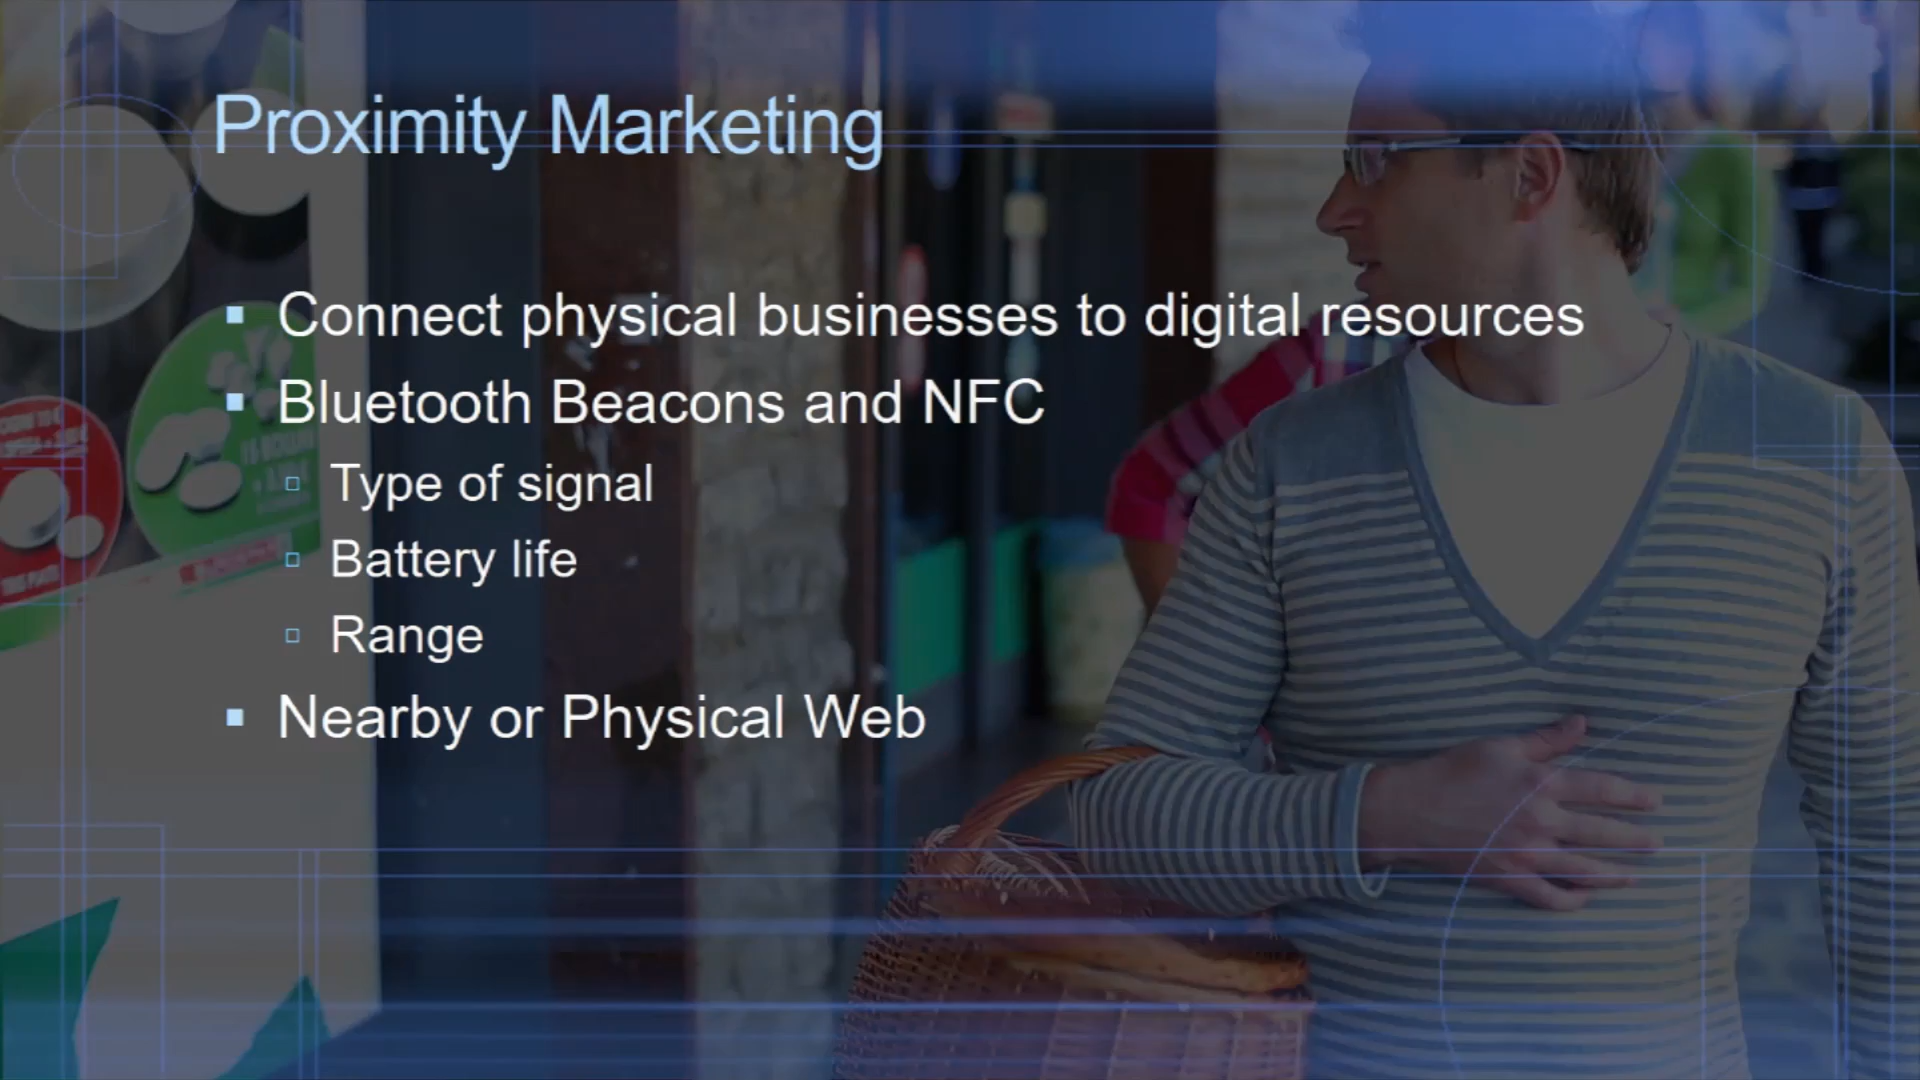 Proximity Marketing
Connect physical businesses to digital resources
Bluetooth Beacons and NFC
Type of signal
Battery life
Range
Nearby or Physical Web